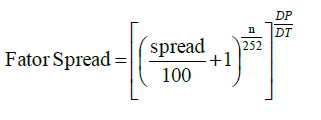 Fator Spread = [((spread/100 + 1)^(n/252))]^(DP/DT)